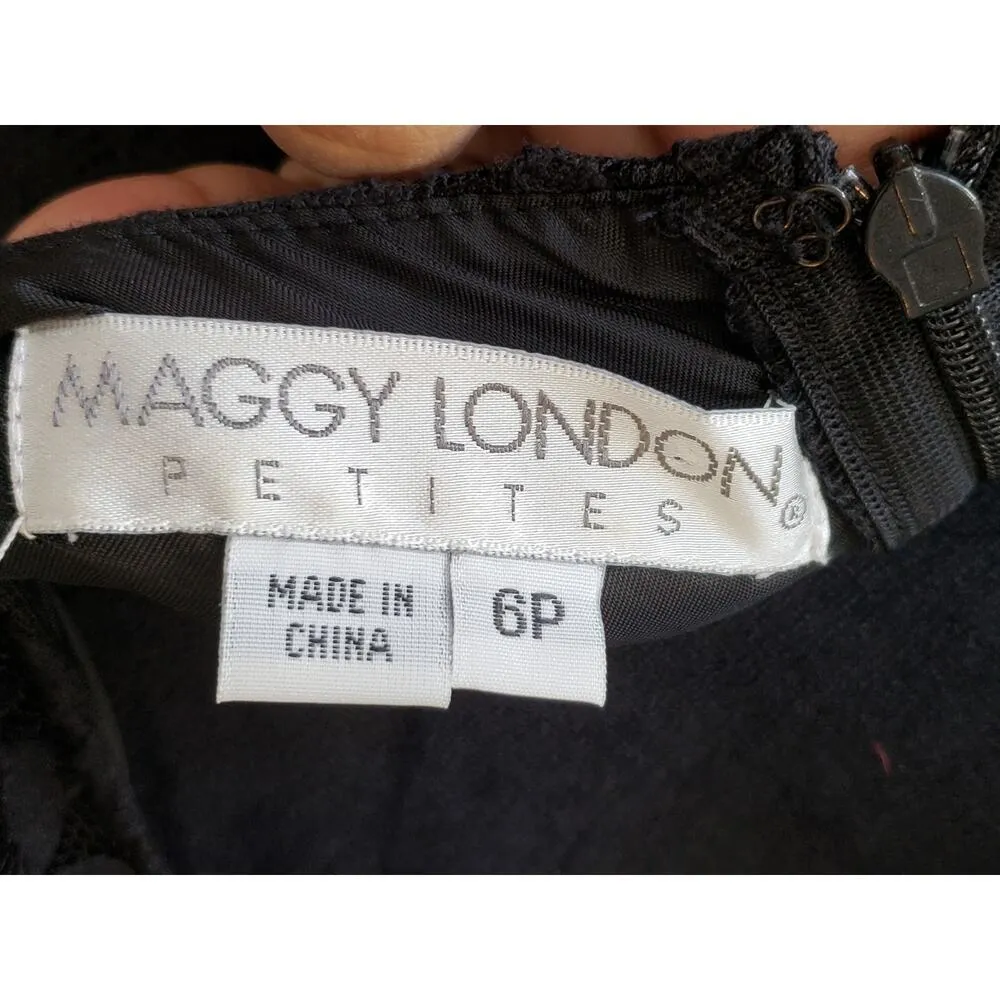 MAGGY LONDON®
PETITES
MADE IN
CHINA
6P